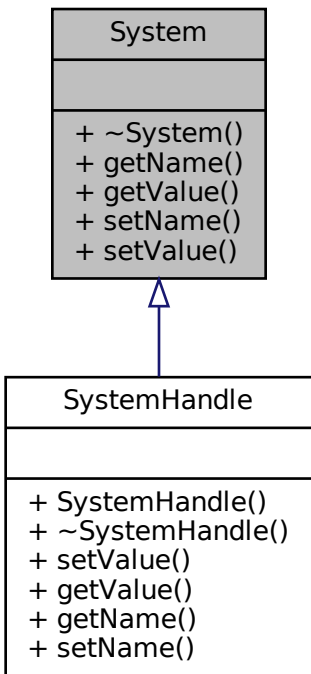 System
+ ~System()
+ getName()
+ getValue()
+ setName()
+ setValue()
SystemHandle
+ SystemHandle()
+ ~SystemHandle()
+ setValue()
+ getValue()
+ getName()
+ setName()